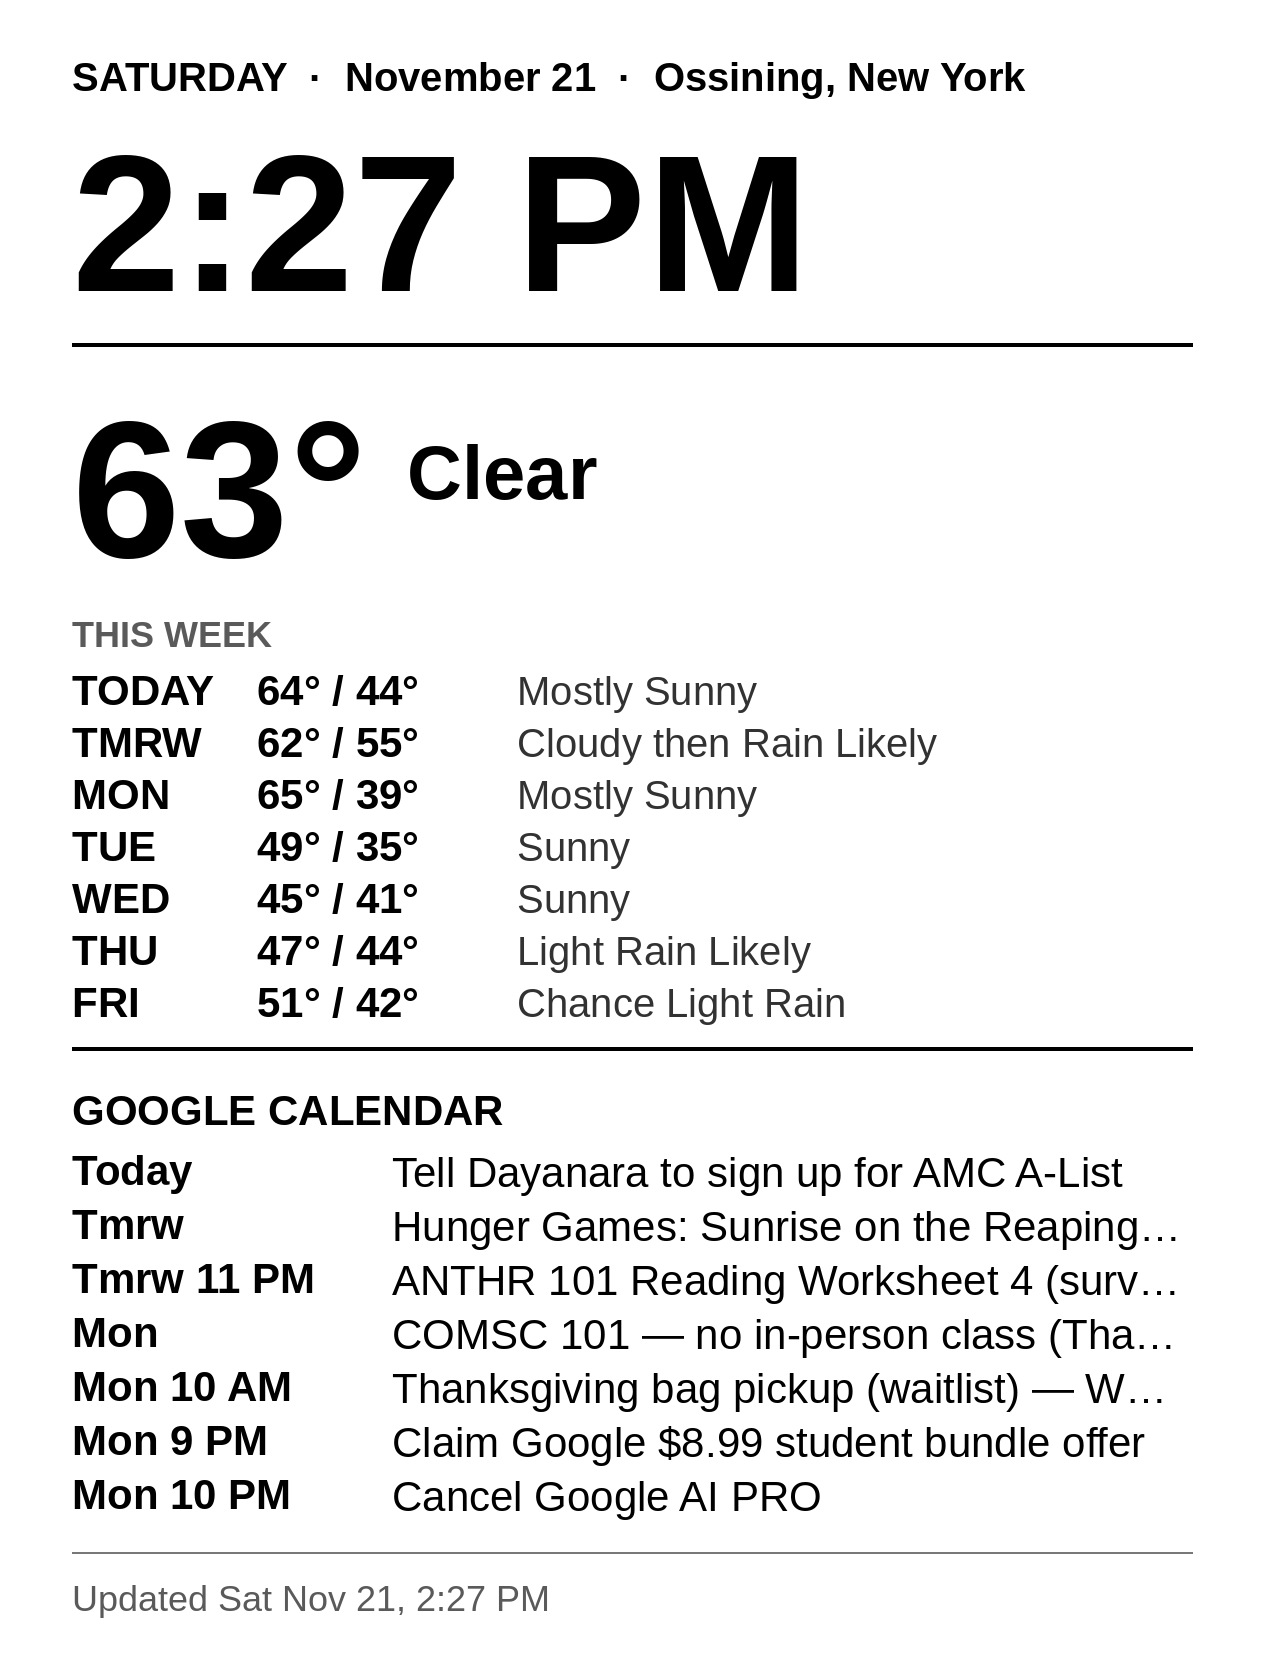 SATURDAY · November 21 · Ossining, New York
2:27 PM
63° Clear
THIS WEEK
TODAY 64° / 44° Mostly Sunny
TMRW 62° / 55° Cloudy then Rain Likely
MON 65° / 39° Mostly Sunny
TUE 49° / 35° Sunny
WED 45° / 41° Sunny
THU 47° / 44° Light Rain Likely
FRI 51° / 42° Chance Light Rain
GOOGLE CALENDAR
Today Tell Dayanara to sign up for AMC A-List
Tmrw Hunger Games: Sunrise on the Reaping…
Tmrw 11 PM ANTHR 101 Reading Worksheet 4 (surv…
Mon COMSC 101 — no in-person class (Tha…
Mon 10 AM Thanksgiving bag pickup (waitlist) — W…
Mon 9 PM Claim Google $8.99 student bundle offer
Mon 10 PM Cancel Google AI PRO
Updated Sat Nov 21, 2:27 PM